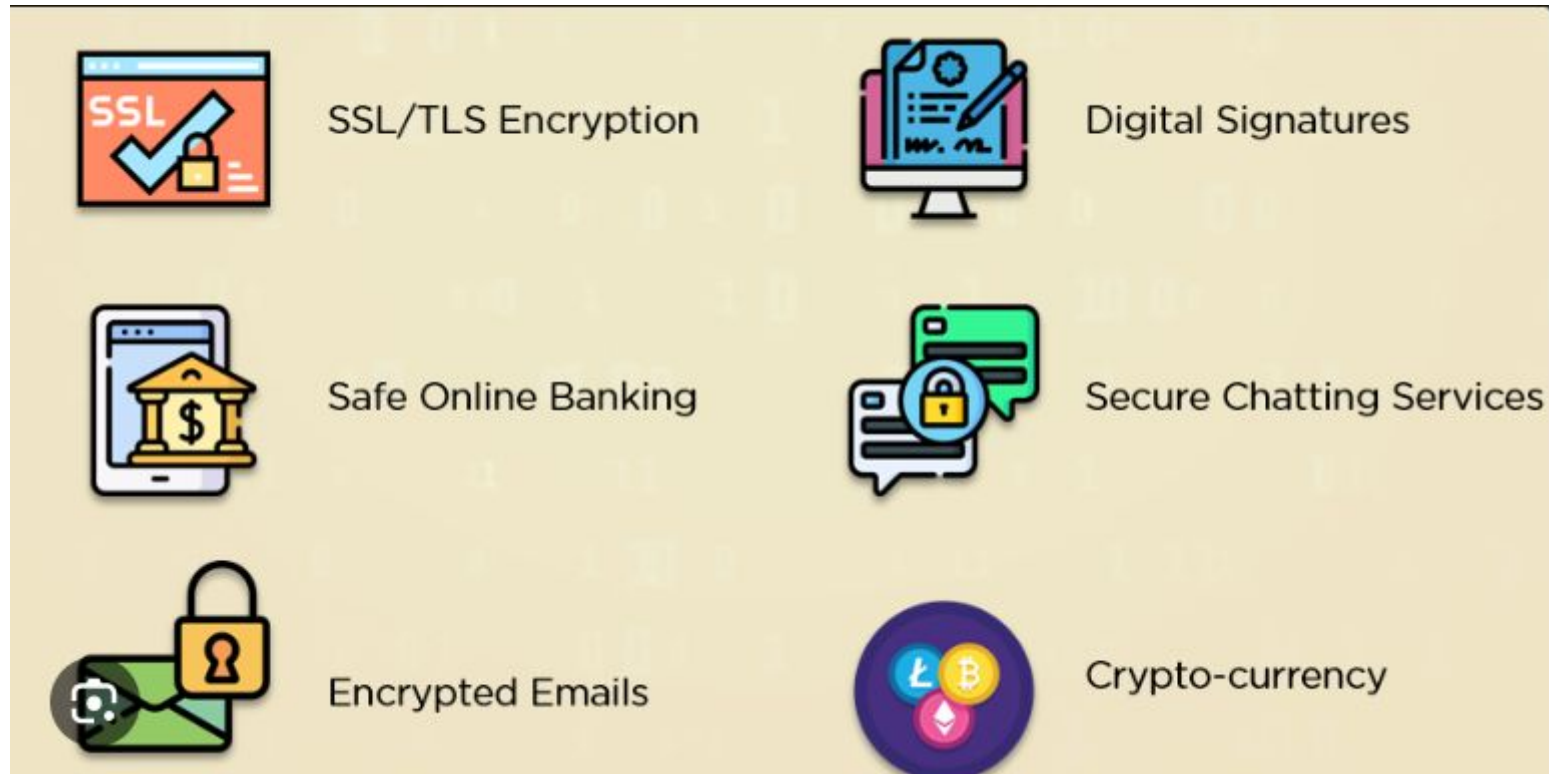 SSL
SSL/TLS Encryption
Digital Signatures
$
Safe Online Banking
Secure Chatting Services
Encrypted Emails
Crypto-currency